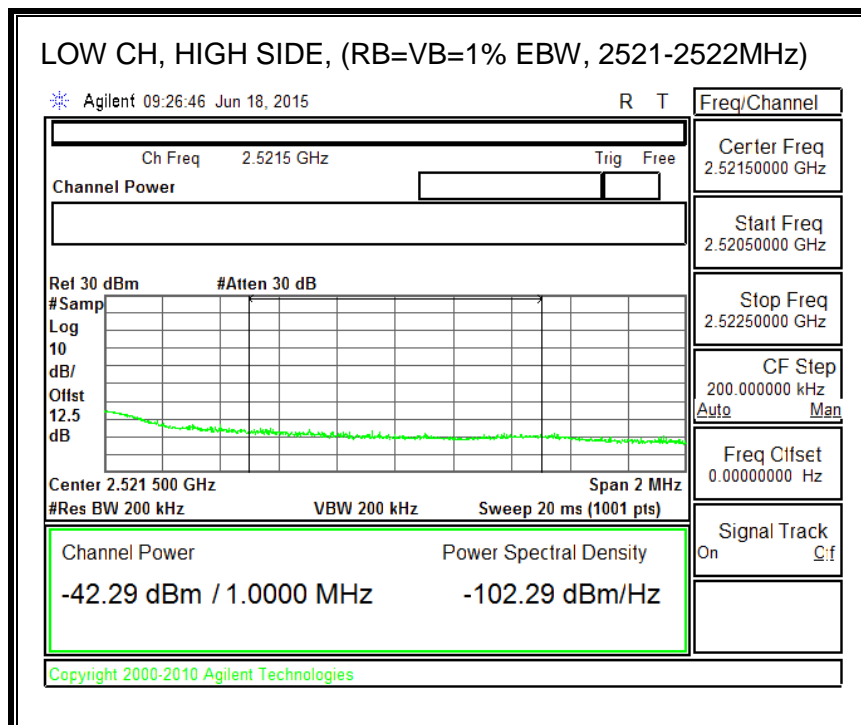 LOW CH, HIGH SIDE, (RB=VB=1% EBW, 2521-2522MHz)
Agilent 09:26:46 Jun 18, 2015 R T
Freq/Channel
Ch Freq 2.5215 GHz Trig Free
Channel Power
Center Freq
2.52150000 GHz
Start Freq
2.52050000 GHz
Stop Freq
2.52250000 GHz
CF Step
200.000000 kHz
Auto Man
Freq Offset
0.00000000 Hz
Signal Track
On Off
Ref 30 dBm #Atten 30 dB
#Samp
Log
10
dB/
Offst
12.5
dB
Center 2.521 500 GHz Span 2 MHz
#Res BW 200 kHz VBW 200 kHz Sweep 20 ms (1001 pts)
Channel Power Power Spectral Density
-42.29 dBm / 1.0000 MHz -102.29 dBm/Hz
Copyright 2000-2010 Agilent Technologies